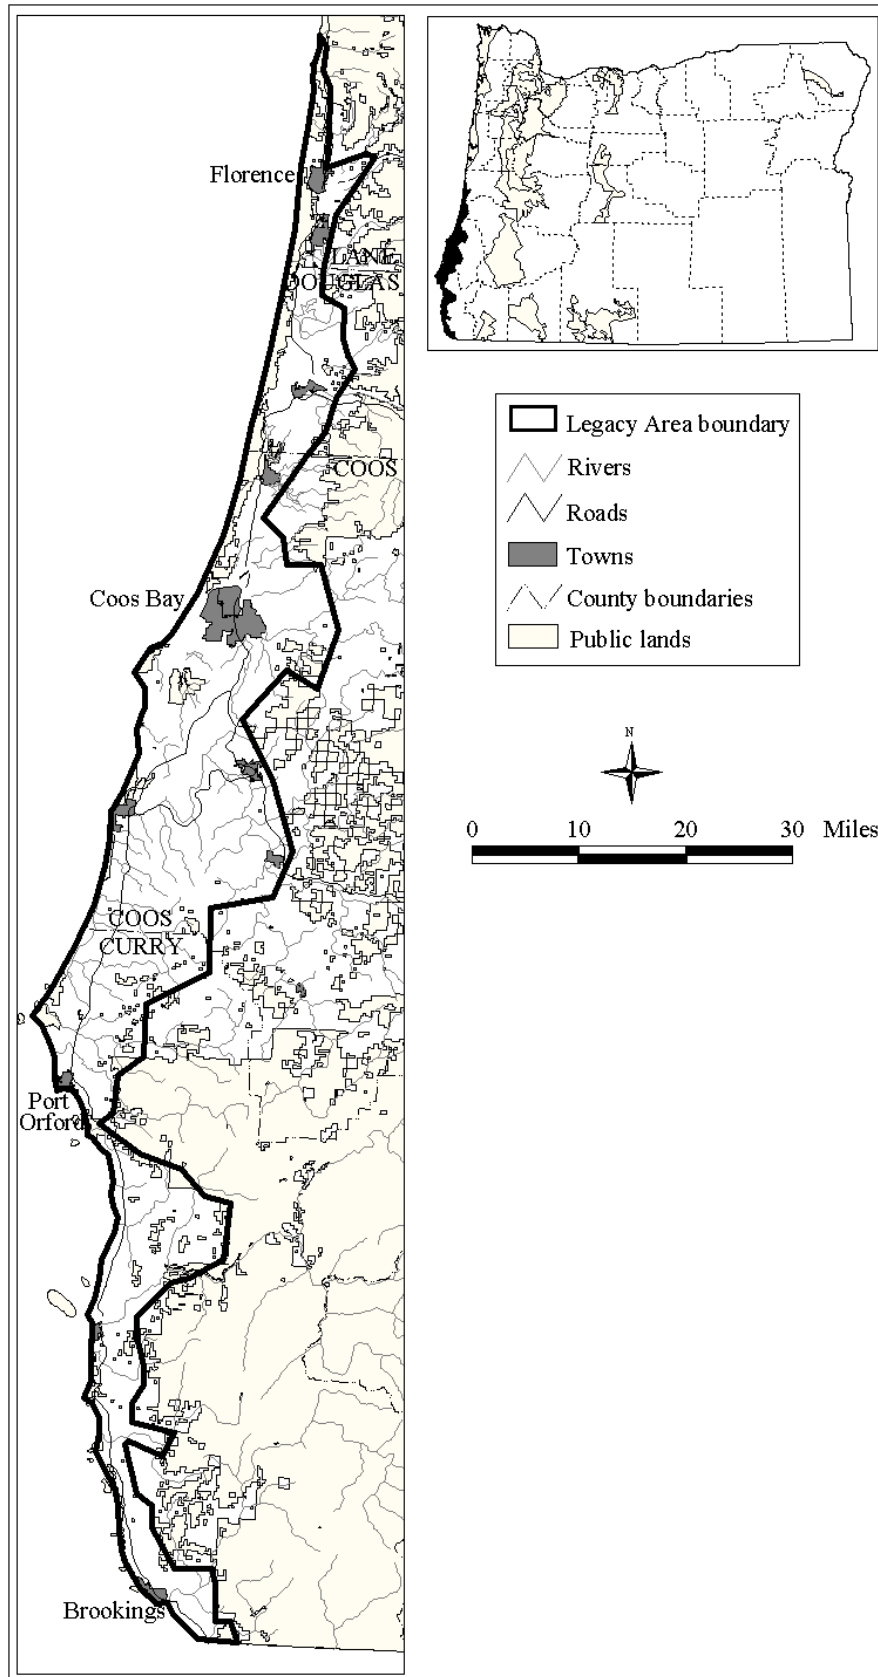 Florence
LANE
DOUGLAS
COOS
Coos Bay
COOS
CURRY
Port
Orford
Brookings
Legacy Area boundary
Rivers
Roads
Towns
County boundaries
Public lands
N
0 10 20 30 Miles